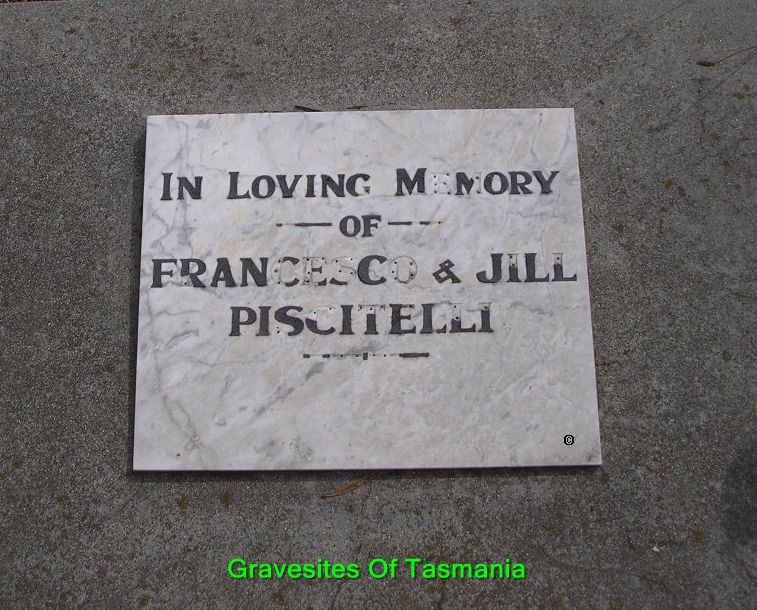 IN LOVING MEMORY
OF
FRANCESCO & JILL
PISCITELLI
©
Gravesites Of Tasmania